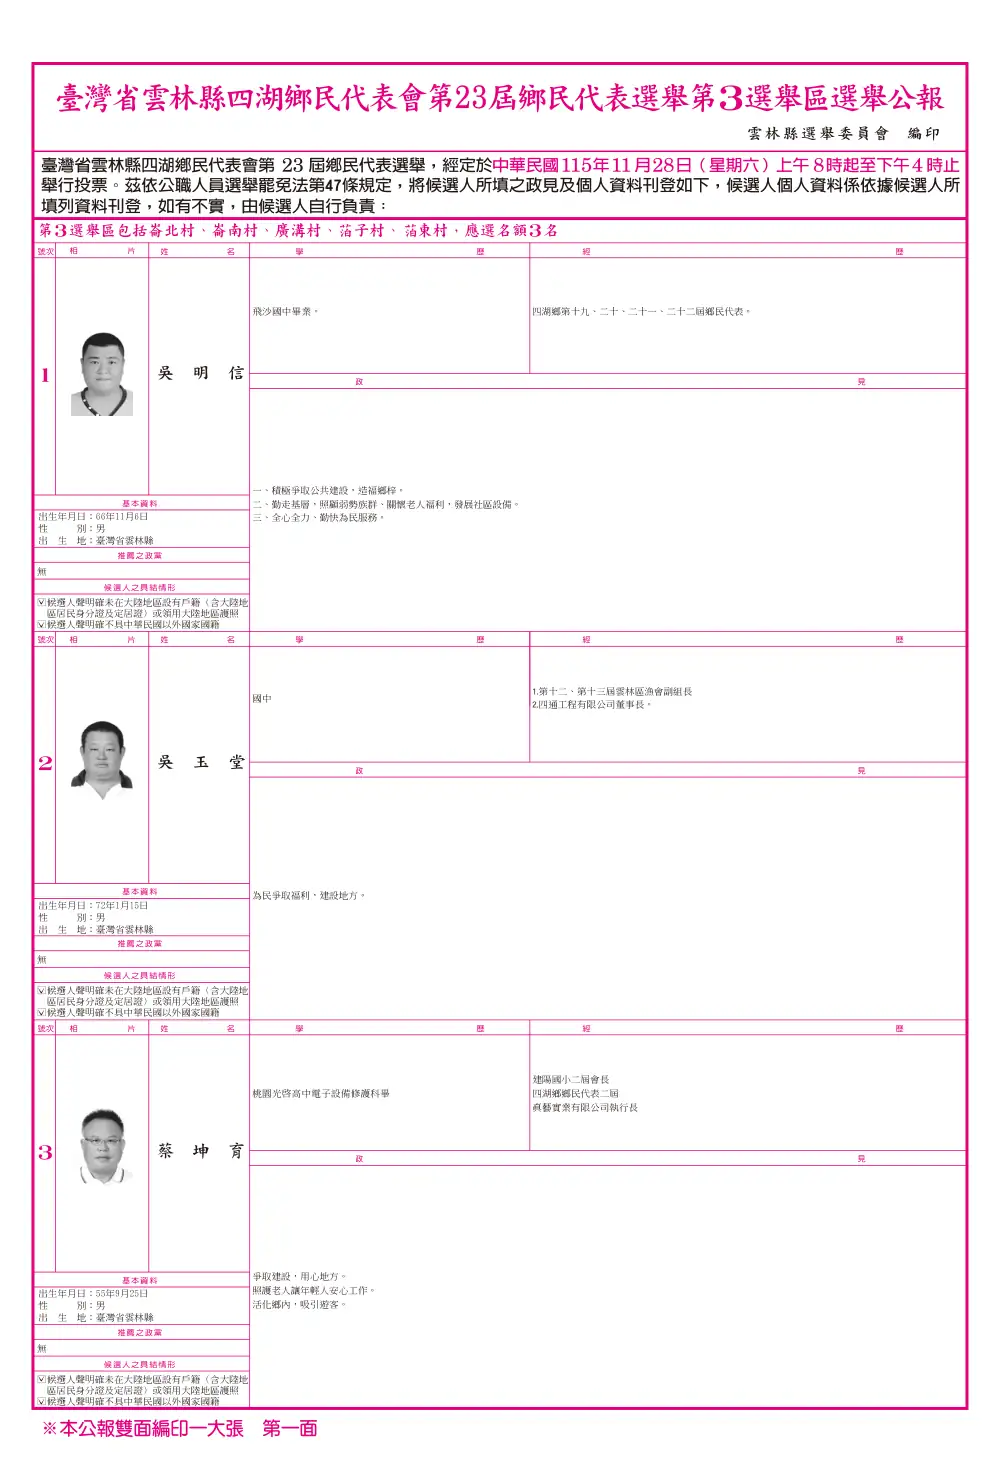 臺灣省雲林縣四湖鄉民代表會第23屆鄉民代表選舉第3選舉區選舉公報
雲林縣選舉委員會　編印
臺灣省雲林縣四湖鄉民代表會第 23 屆鄉民代表選舉，經定於中華民國115年11月28日（星期六）上午8時起至下午4時止
舉行投票。茲依公職人員選舉罷免法第47條規定，將候選人所填之政見及個人資料刊登如下，候選人個人資料係依據候選人所
填列資料刊登，如有不實，由候選人自行負責：
第3選舉區包括崙北村、崙南村、廣溝村、萡子村、萡東村，應選名額3名
號次 相 片 姓 名 學 歷 經 歷
飛沙國中畢業。
四湖鄉第十九、二十、二十一、二十二屆鄉民代表。
1
吳 明 信
政 見
一、積極爭取公共建設，造福鄉梓。
二、勤走基層，照顧弱勢族群、關懷老人福利，發展社區設備。
三、全心全力、勤快為民服務。
基本資料
出生年月日：66年11月6日
性　　別：男
出 生 地：臺灣省雲林縣
推薦之政黨
無
候選人之具結情形
☑候選人聲明確未在大陸地區設有戶籍（含大陸地
區居民身分證及定居證）或領用大陸地區護照
☑候選人聲明確不具中華民國以外國家國籍
號次 相 片 姓 名 學 歷 經 歷
國中
1.第十二、第十三屆雲林區漁會副組長
2.四通工程有限公司董事長。
2
吳 玉 堂
政 見
為民爭取福利，建設地方。
基本資料
出生年月日：72年1月15日
性　　別：男
出 生 地：臺灣省雲林縣
推薦之政黨
無
候選人之具結情形
☑候選人聲明確未在大陸地區設有戶籍（含大陸地
區居民身分證及定居證）或領用大陸地區護照
☑候選人聲明確不具中華民國以外國家國籍
號次 相 片 姓 名 學 歷 經 歷
桃園光啓高中電子設備修護科畢
建陽國小二屆會長
四湖鄉鄉民代表二屆
真藝實業有限公司執行長
3
蔡 坤 育
政 見
爭取建設，用心地方。
照護老人讓年輕人安心工作。
活化鄉內，吸引遊客。
基本資料
出生年月日：55年9月25日
性　　別：男
出 生 地：臺灣省雲林縣
推薦之政黨
無
候選人之具結情形
☑候選人聲明確未在大陸地區設有戶籍（含大陸地
區居民身分證及定居證）或領用大陸地區護照
☑候選人聲明確不具中華民國以外國家國籍
※本公報雙面編印一大張　第一面